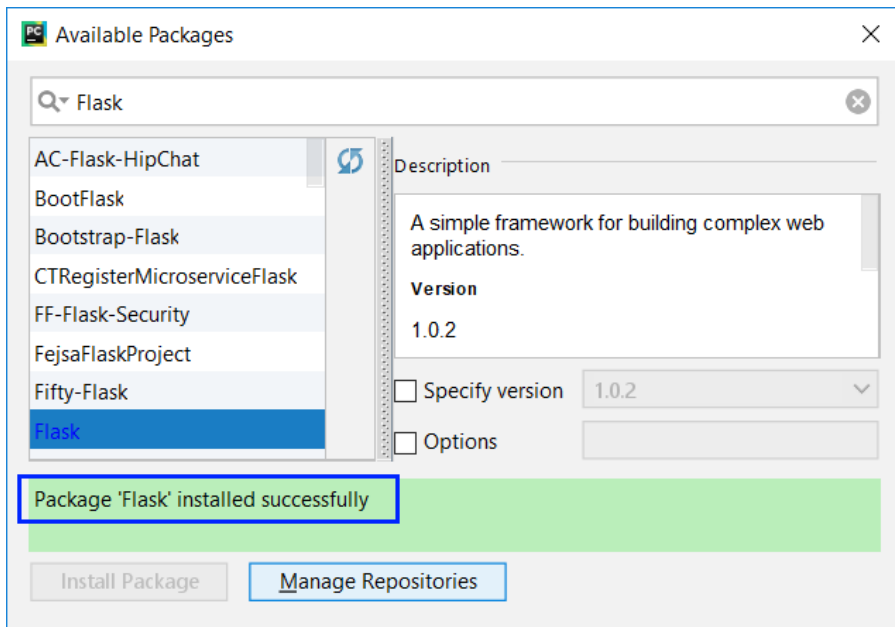 PC Available Packages
Flask
AC-Flask-HipChat
BootFlask
Bootstrap-Flask
CTRegisterMicroserviceFlask
FF-Flask-Security
FejsaFlaskProject
Fifty-Flask
Flask
Description
A simple framework for building complex web
applications.
Version
1.0.2
Specify version 1.0.2
Options
Package 'Flask' installed successfully
Install Package Manage Repositories